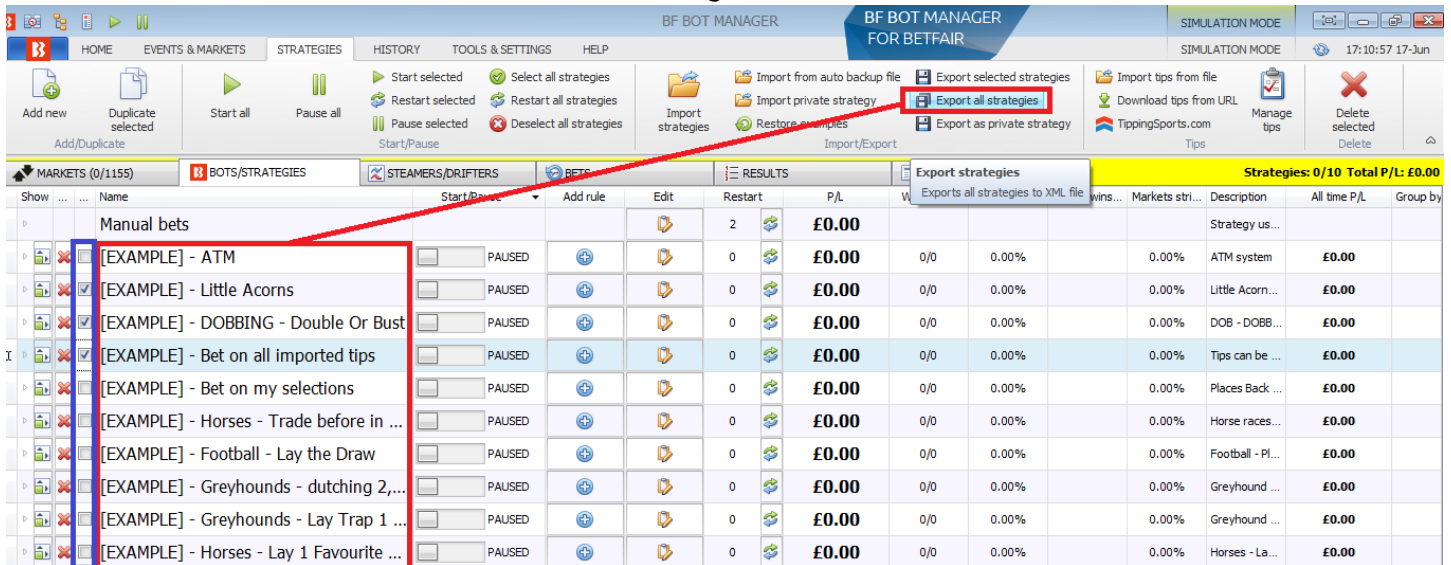 BF BOT MANAGER
BF BOT MANAGER
FOR BETFAIR
SIMULATION MODE
HOME EVENTS & MARKETS STRATEGIES HISTORY TOOLS & SETTINGS HELP
SIMULATION MODE 17:10:57 17-Jun
Start selected Select all strategies
Import from auto backup file Export selected strategies
Import tips from file
Add new Duplicate selected Start all Pause all
Restart selected Restart all strategies
Import strategies
Import private strategy Export all strategies
Download tips from URL
Manage tips
Delete selected
Pause selected Deselect all strategies
Restore examples Export as private strategy
TippingSports.com
Add/Duplicate Start/Pause Import/Export Tips Delete
MARKETS (0/1155) BOTS/STRATEGIES STEAMERS/DRIFTERS BETS RESULTS
Export strategies
Exports all strategies to XML file
Strategies: 0/10 Total P/L: £0.00
Show ... ... Name Start/Pause Add rule Edit Restart P/L W wins... Markets stri... Description All time P/L Group by
Manual bets 2 £0.00 Strategy us...
[EXAMPLE] - ATM PAUSED 0 £0.00 0/0 0.00% 0.00% ATM system £0.00
[EXAMPLE] - Little Acorns PAUSED 0 £0.00 0/0 0.00% 0.00% Little Acorn... £0.00
[EXAMPLE] - DOBBING - Double Or Bust PAUSED 0 £0.00 0/0 0.00% 0.00% DOB - DOBB... £0.00
[EXAMPLE] - Bet on all imported tips PAUSED 0 £0.00 0/0 0.00% 0.00% Tips can be ... £0.00
[EXAMPLE] - Bet on my selections PAUSED 0 £0.00 0/0 0.00% 0.00% Places Back ... £0.00
[EXAMPLE] - Horses - Trade before in ... PAUSED 0 £0.00 0/0 0.00% 0.00% Horse races... £0.00
[EXAMPLE] - Football - Lay the Draw PAUSED 0 £0.00 0/0 0.00% 0.00% Football - Pl... £0.00
[EXAMPLE] - Greyhounds - dutching 2,... PAUSED 0 £0.00 0/0 0.00% 0.00% Greyhound ... £0.00
[EXAMPLE] - Greyhounds - Lay Trap 1 ... PAUSED 0 £0.00 0/0 0.00% 0.00% Greyhound ... £0.00
[EXAMPLE] - Horses - Lay 1 Favourite ... PAUSED 0 £0.00 0/0 0.00% 0.00% Horses - La... £0.00